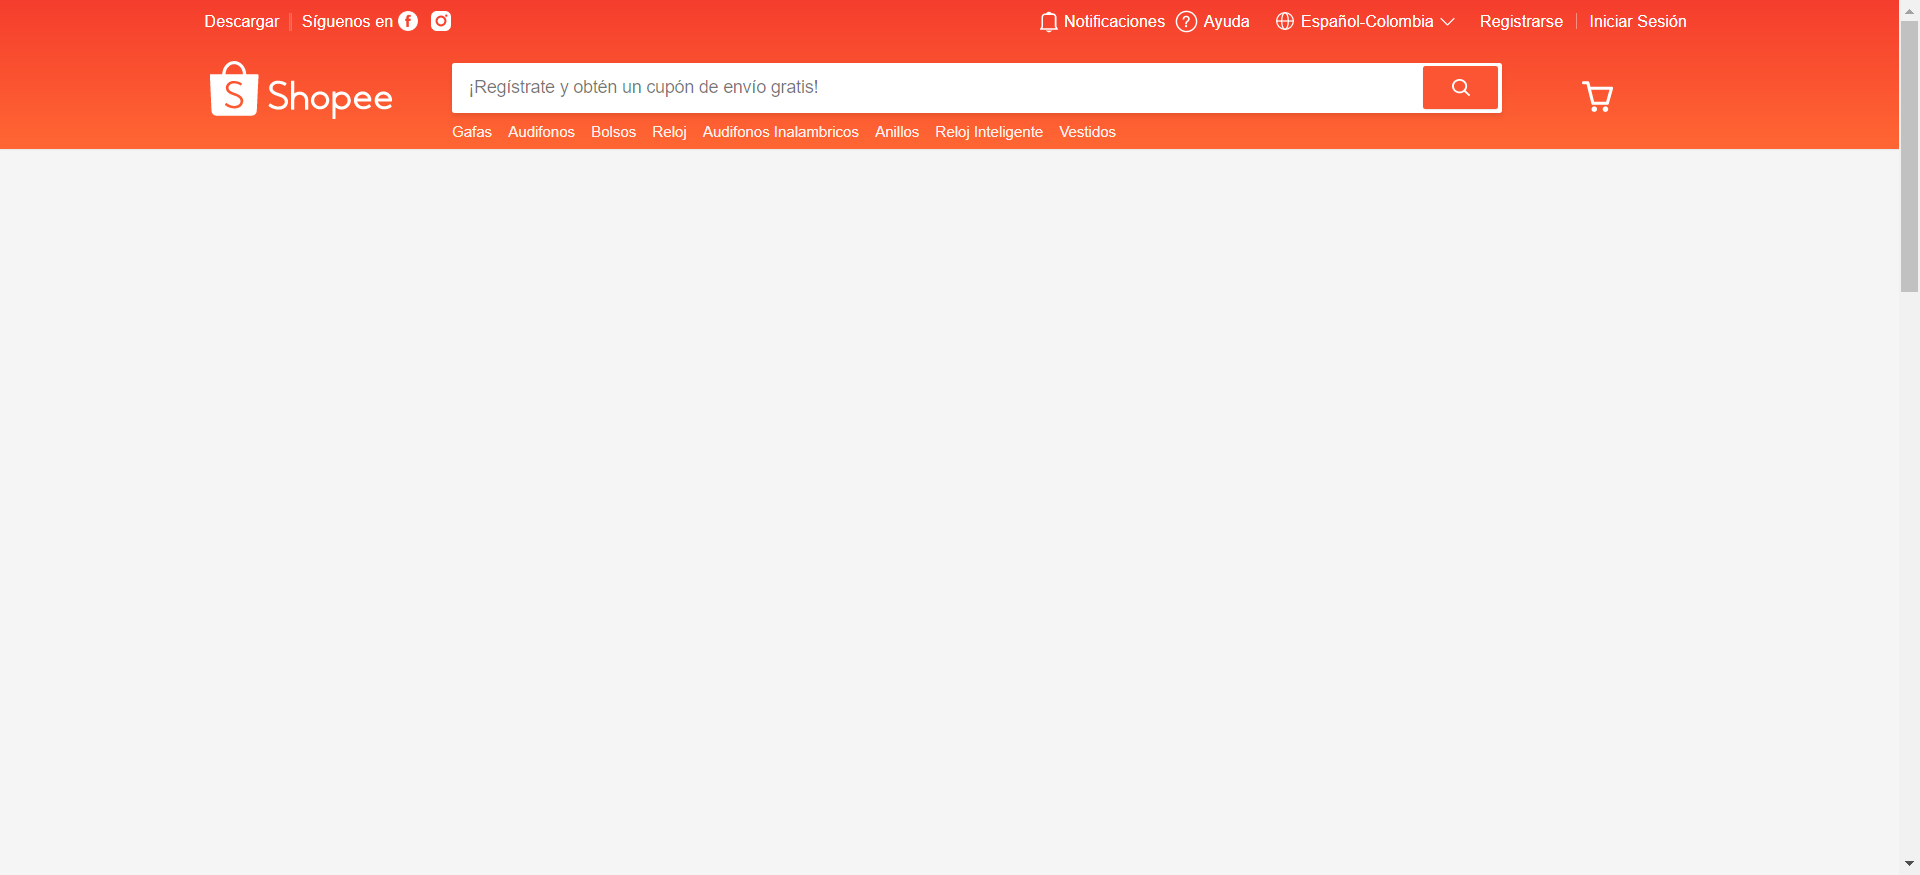 Descargar Síguenos en Notificaciones Ayuda Español-Colombia Registrarse Iniciar Sesión
Shopee ¡Regístrate y obtén un cupón de envío gratis!
Gafas Audifonos Bolsos Reloj Audifonos Inalambricos Anillos Reloj Inteligente Vestidos